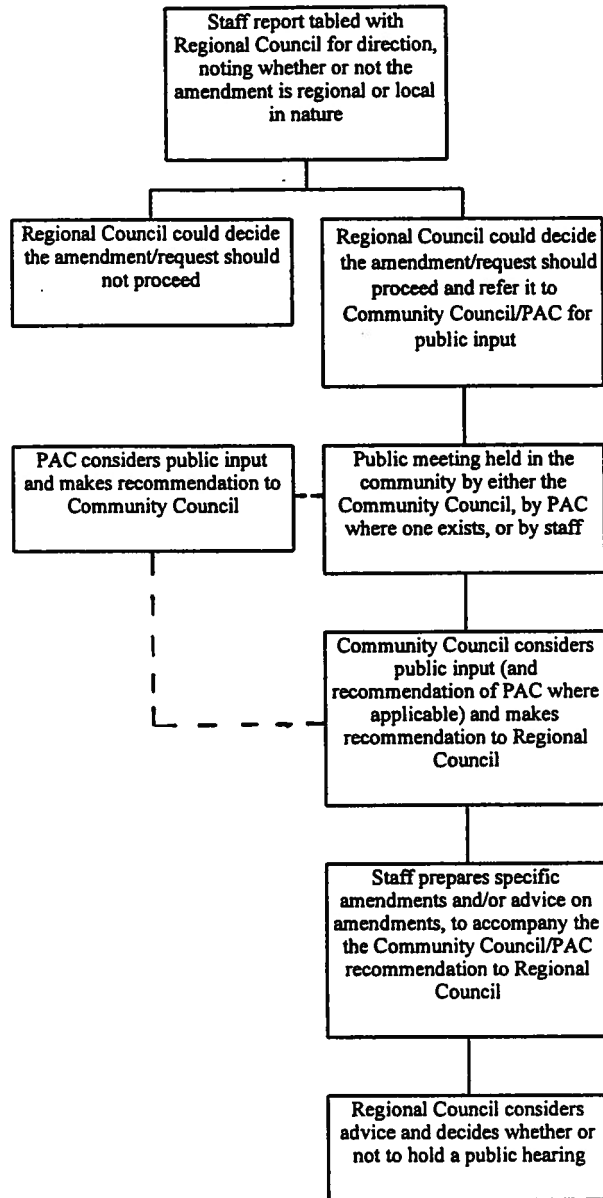 Staff report tabled with
Regional Council for direction,
noting whether or not the
amendment is regional or local
in nature
Regional Council could decide
the amendment/request should
not proceed
Regional Council could decide
the amendment/request should
proceed and refer it to
Community Council/PAC for
public input
PAC considers public input
and makes recommendation to
Community Council
Public meeting held in the
community by either the
Community Council, by PAC
where one exists, or by staff
Community Council considers
public input (and
recommendation of PAC where
applicable) and makes
recommendation to Regional
Council
Staff prepares specific
amendments and/or advice on
amendments, to accompany the
the Community Council/PAC
recommendation to Regional
Council
Regional Council considers
advice and decides whether or
not to hold a public hearing